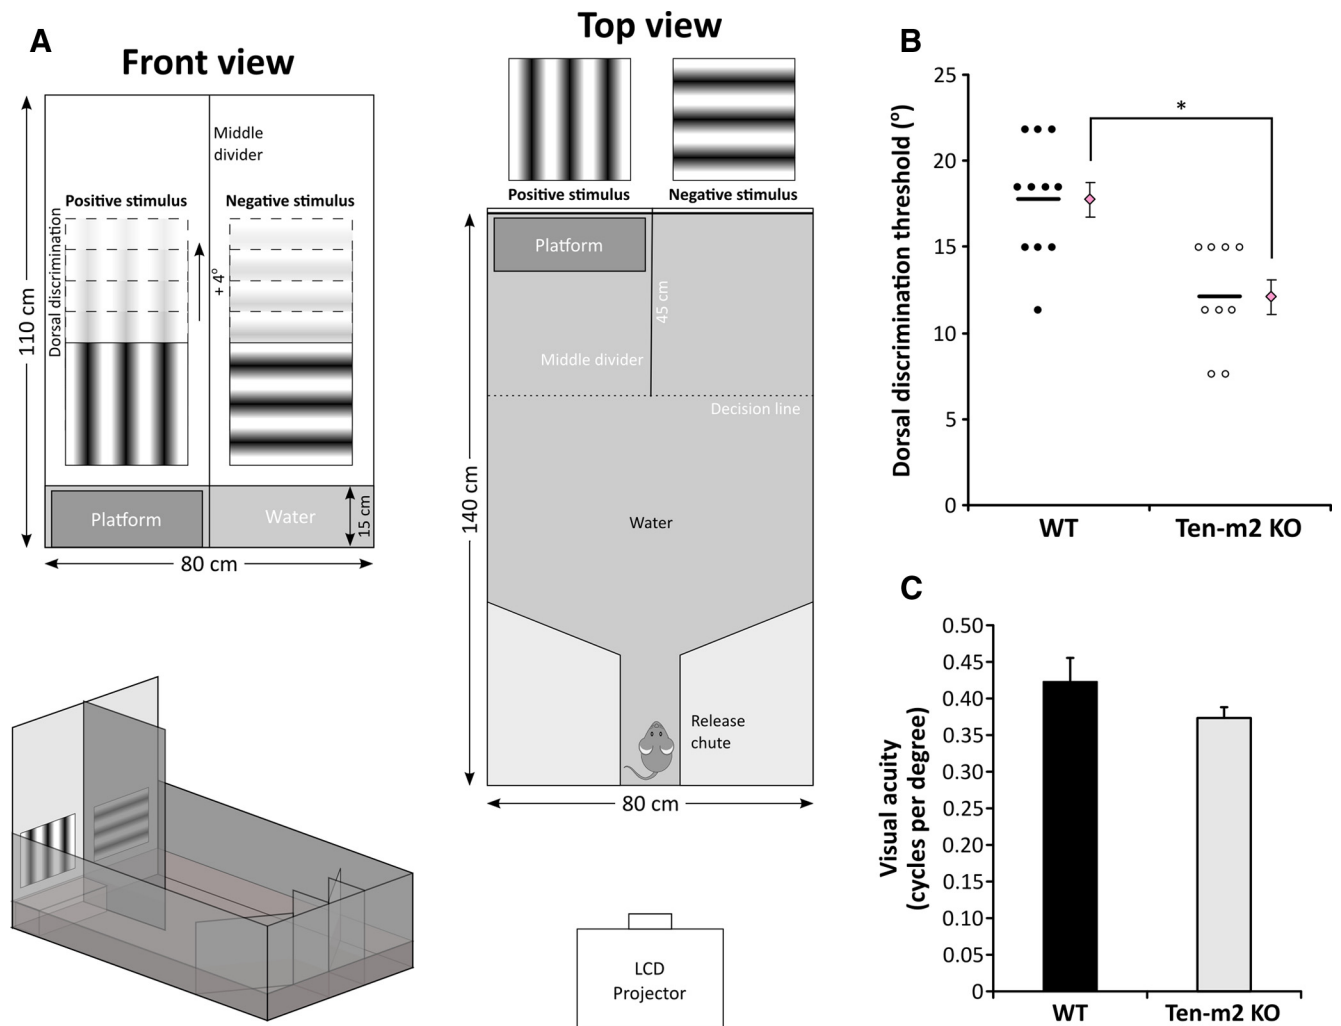 A
Front view
Middle
divider
Positive stimulus
Negative stimulus
Dorsal discrimination
+ 4°
110 cm
Platform
Water
15 cm
80 cm
Top view
Positive stimulus
Negative stimulus
Platform
45 cm
Middle divider
Decision line
140 cm
Water
Release
chute
80 cm
LCD
Projector
B
Dorsal discrimination threshold (º)
25
20
15
10
5
0
*
WT
Ten-m2 KO
C
Visual acuity
(cycles per degree)
0.50
0.45
0.40
0.35
0.30
0.25
0.20
0.15
0.10
0.05
0
WT
Ten-m2 KO